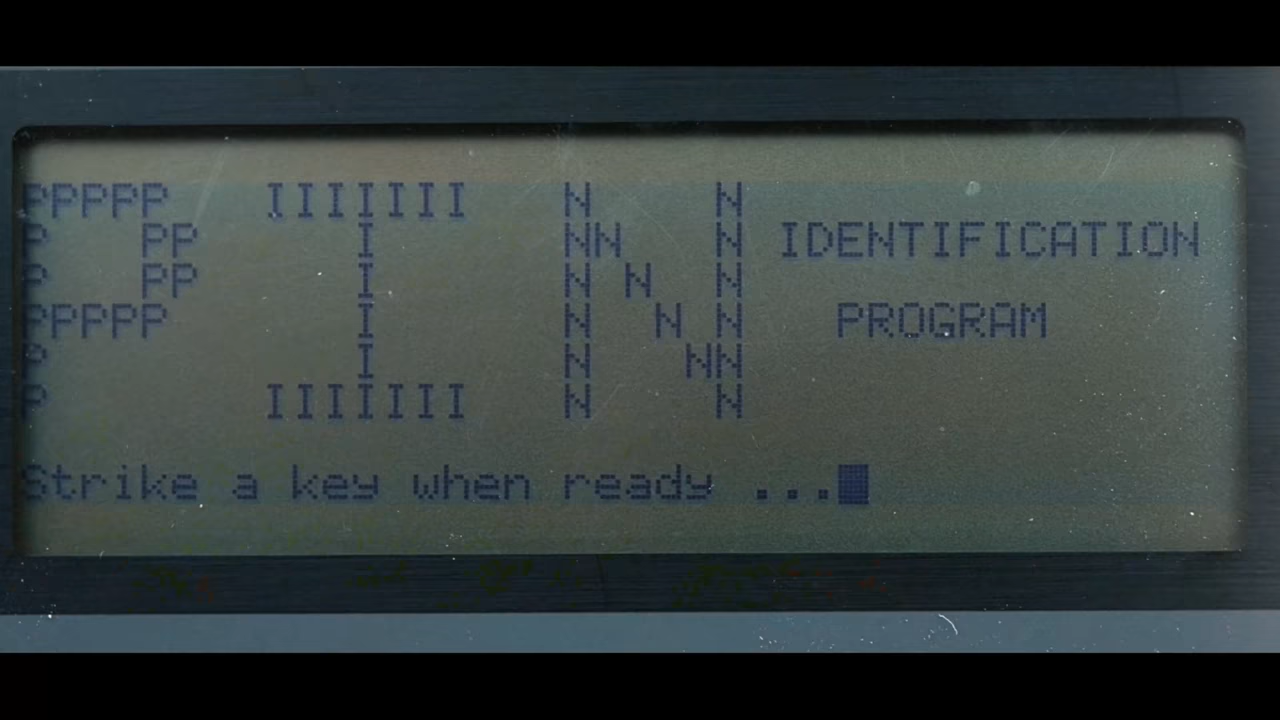 PPPPP   IIIIIII   N     N
P   PP     I      NN    N IDENTIFICATION
P   PP     I      N N   N
PPPPP      I      N  N  N   PROGRAM
P          I      N   NN
P       IIIIIII   N     N
Strike a key when ready ...